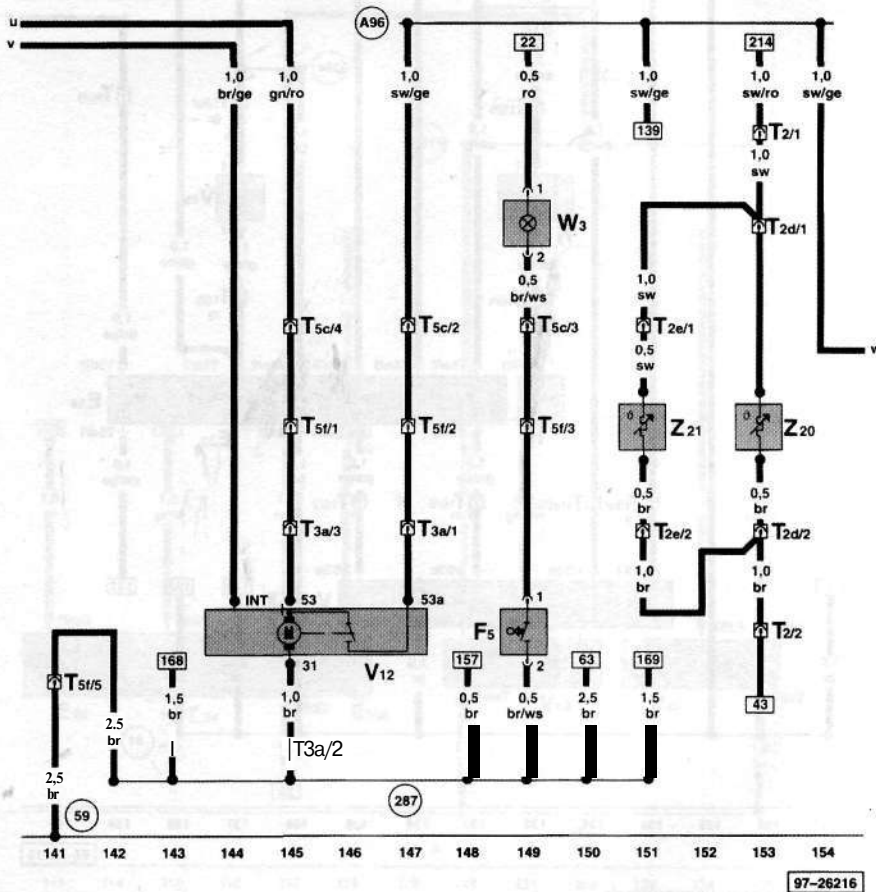 u
v
A96
22
214
1,0 br/ge
1,0 gn/ro
1,0 sw/ge
0,5 ro
1,0 sw/ge
1,0 sw/ro
1,0 sw/ge
139
T2/1
1,0 sw
1
W3
2
T2d/1
0,5 br/ws
1,0 sw
T5c/4
T5c/2
T5c/3
T2e/1
0,5 sw
v
T5f/1
T5f/2
T5f/3
Z21
Z20
0,5 br
0,5 br
T3a/3
T3a/1
T2e/2
T2d/2
1,0 br
1,0 br
INT
53
53a
1
M
F5
T2/2
168
31
V12
157
2
63
169
T5f/5
43
1,5 br
1,0 br
0,5 br
0,5 br/ws
2,5 br
1,5 br
2.5 br
T3a/2
2,5 br
59
287
141 142 143 144 145 146 147 148 149 150 151 152 153 154
97-26216